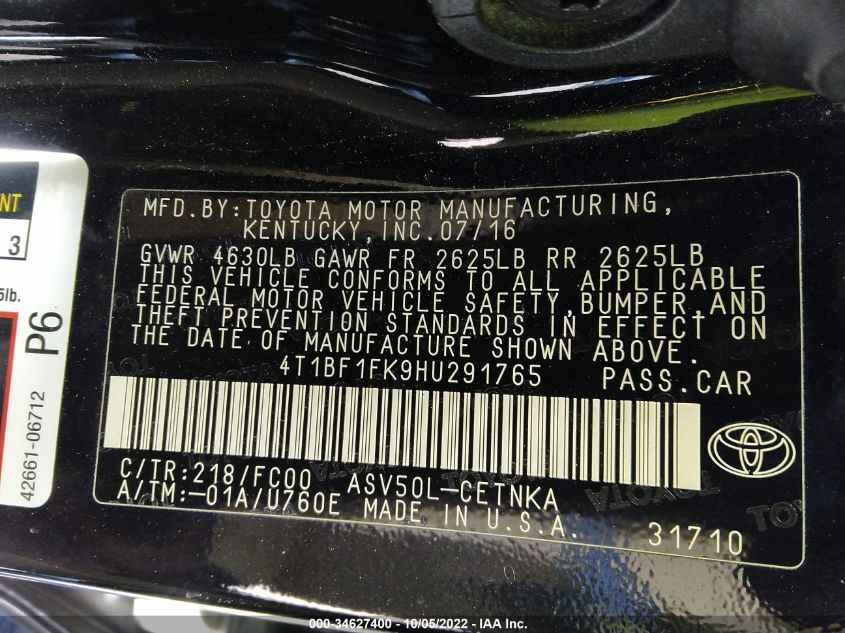 MFD.BY:TOYOTA MOTOR MANUFACTURING,
KENTUCKY,INC.07/16
GVWR 4630LB GAWR FR 2625LB RR 2625LB
THIS VEHICLE CONFORMS TO ALL APPLICABLE
FEDERAL MOTOR VEHICLE SAFETY,BUMPER,AND
THEFT PREVENTION STANDARDS IN EFFECT ON
THE DATE OF MANUFACTURE SHOWN ABOVE.
4T1BF1FK9HU291765 PASS.CAR
C/TR:218/FC00 ASV50L-CETNKA
A/TM:-01A/U760E MADE IN U.S.A.
31710
3
P6
42661-06712
000-34627400 - 10/05/2022 - IAA Inc.